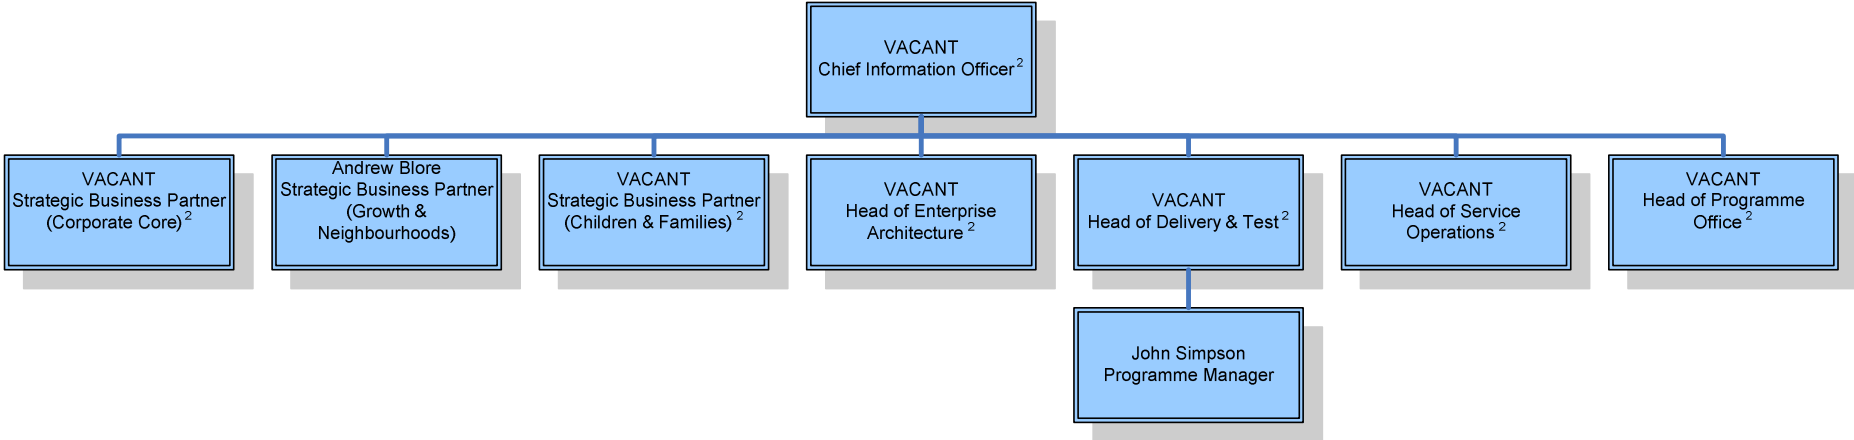 VACANT
Chief Information Officer 2
VACANT
Strategic Business Partner
(Corporate Core) 2
Andrew Blore
Strategic Business Partner
(Growth &
Neighbourhoods)
VACANT
Strategic Business Partner
(Children & Families) 2
VACANT
Head of Enterprise
Architecture 2
VACANT
Head of Delivery & Test 2
VACANT
Head of Service
Operations 2
VACANT
Head of Programme
Office 2
John Simpson
Programme Manager